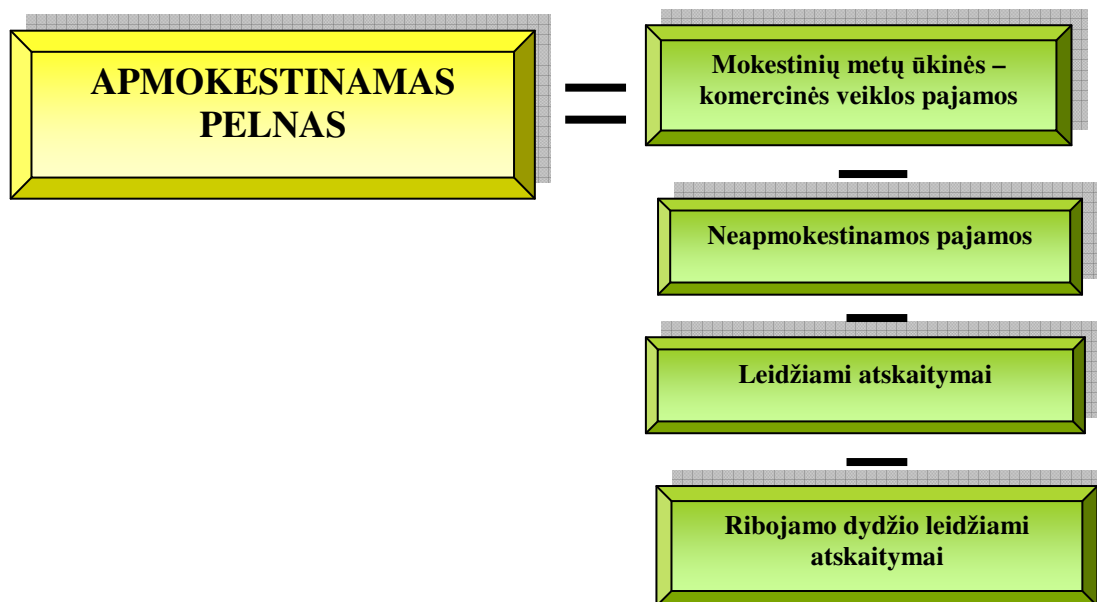 APMOKESTINAMAS
PELNAS
=
Mokestinių metų ūkinės –
komercinės veiklos pajamos
–
Neapmokestinamos pajamos
–
Leidžiami atskaitymai
–
Ribojamo dydžio leidžiami
atskaitymai